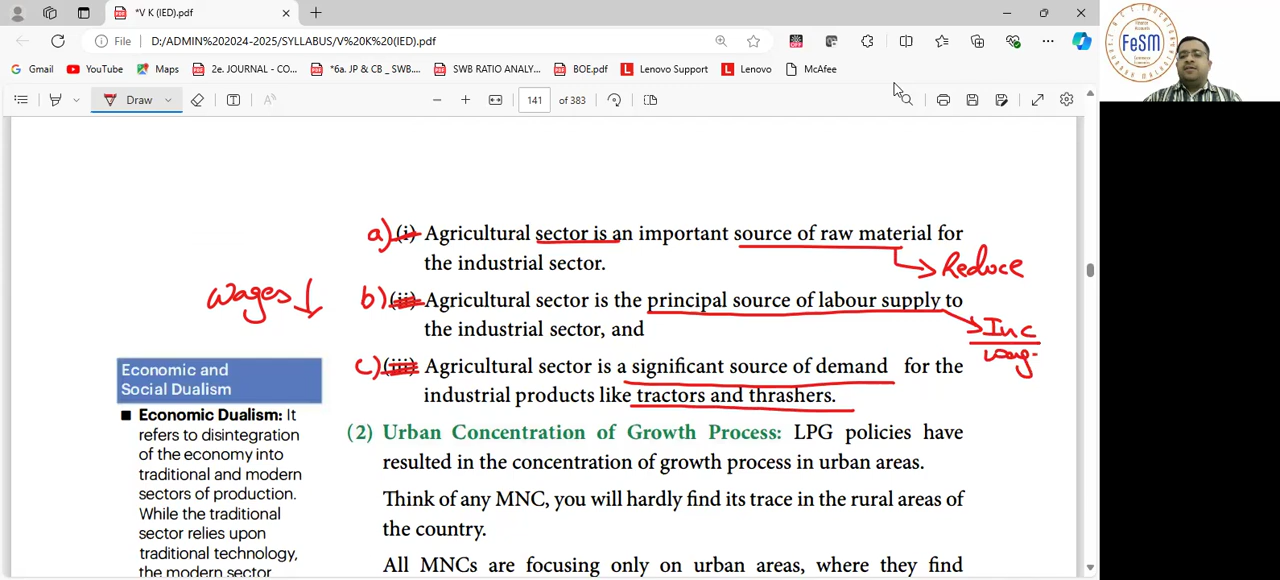 *V K (IED).pdf
File D:/ADMIN%202024-2025/SYLLABUS/V%20K%20(IED).pdf
Gmail YouTube Maps 2e. JOURNAL - CO... *6a. JP & CB _ SWB.... SWB RATIO ANALY... BOE.pdf Lenovo Support Lenovo McAfee
Draw 141 of 383
a) (i) Agricultural sector is an important source of raw material for
the industrial sector.
Reduce
wages ↓
b) (ii) Agricultural sector is the principal source of labour supply to
the industrial sector, and
Inc
wag-
c) (iii) Agricultural sector is a significant source of demand for the
industrial products like tractors and thrashers.
(2) Urban Concentration of Growth Process: LPG policies have
resulted in the concentration of growth process in urban areas.
Think of any MNC, you will hardly find its trace in the rural areas of
the country.
All MNCs are focusing only on urban areas, where they find
Economic and
Social Dualism
■ Economic Dualism: It
refers to disintegration
of the economy into
traditional and modern
sectors of production.
While the traditional
sector relies upon
traditional technology,
the modern sector
FeSM